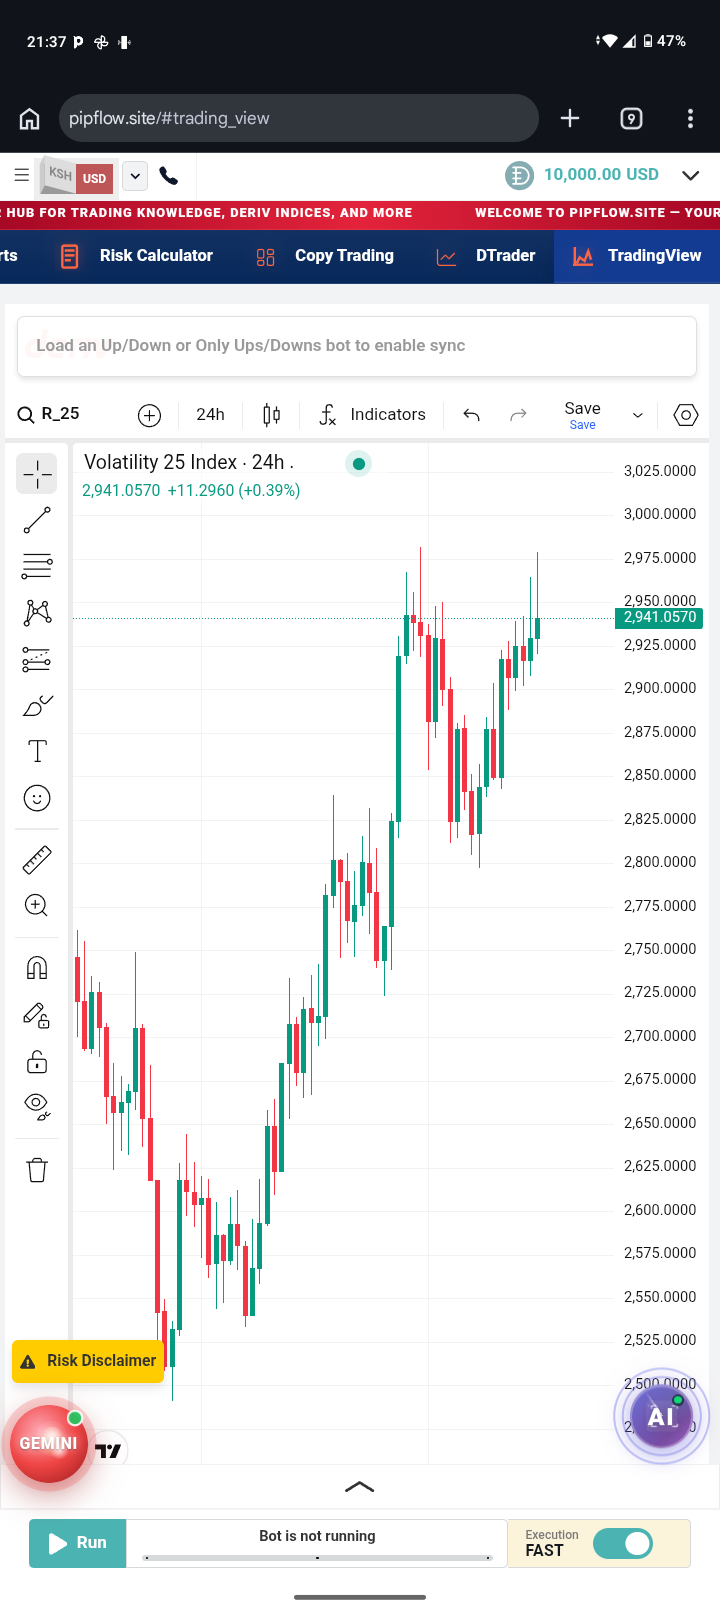 21:37
47%
pipflow.site/#trading_view
9
KSH
USD
10,000.00 USD
R HUB FOR TRADING KNOWLEDGE, DERIV INDICES, AND MORE WELCOME TO PIPFLOW.SITE — YOUR
rts
Risk Calculator
Copy Trading
DTrader
TradingView
Load an Up/Down or Only Ups/Downs bot to enable sync
R_25
24h
Indicators
Save
Save
Volatility 25 Index · 24h .
2,941.0570 +11.2960 (+0.39%)
3,025.0000
3,000.0000
2,975.0000
2,950.0000
2,941.0570
2,925.0000
2,900.0000
2,875.0000
2,850.0000
2,825.0000
2,800.0000
2,775.0000
2,750.0000
2,725.0000
2,700.0000
2,675.0000
2,650.0000
2,625.0000
2,600.0000
2,575.0000
2,550.0000
2,525.0000
2,500.0000
Risk Disclaimer
GEMINI
AI
Run
Bot is not running
Execution
FAST